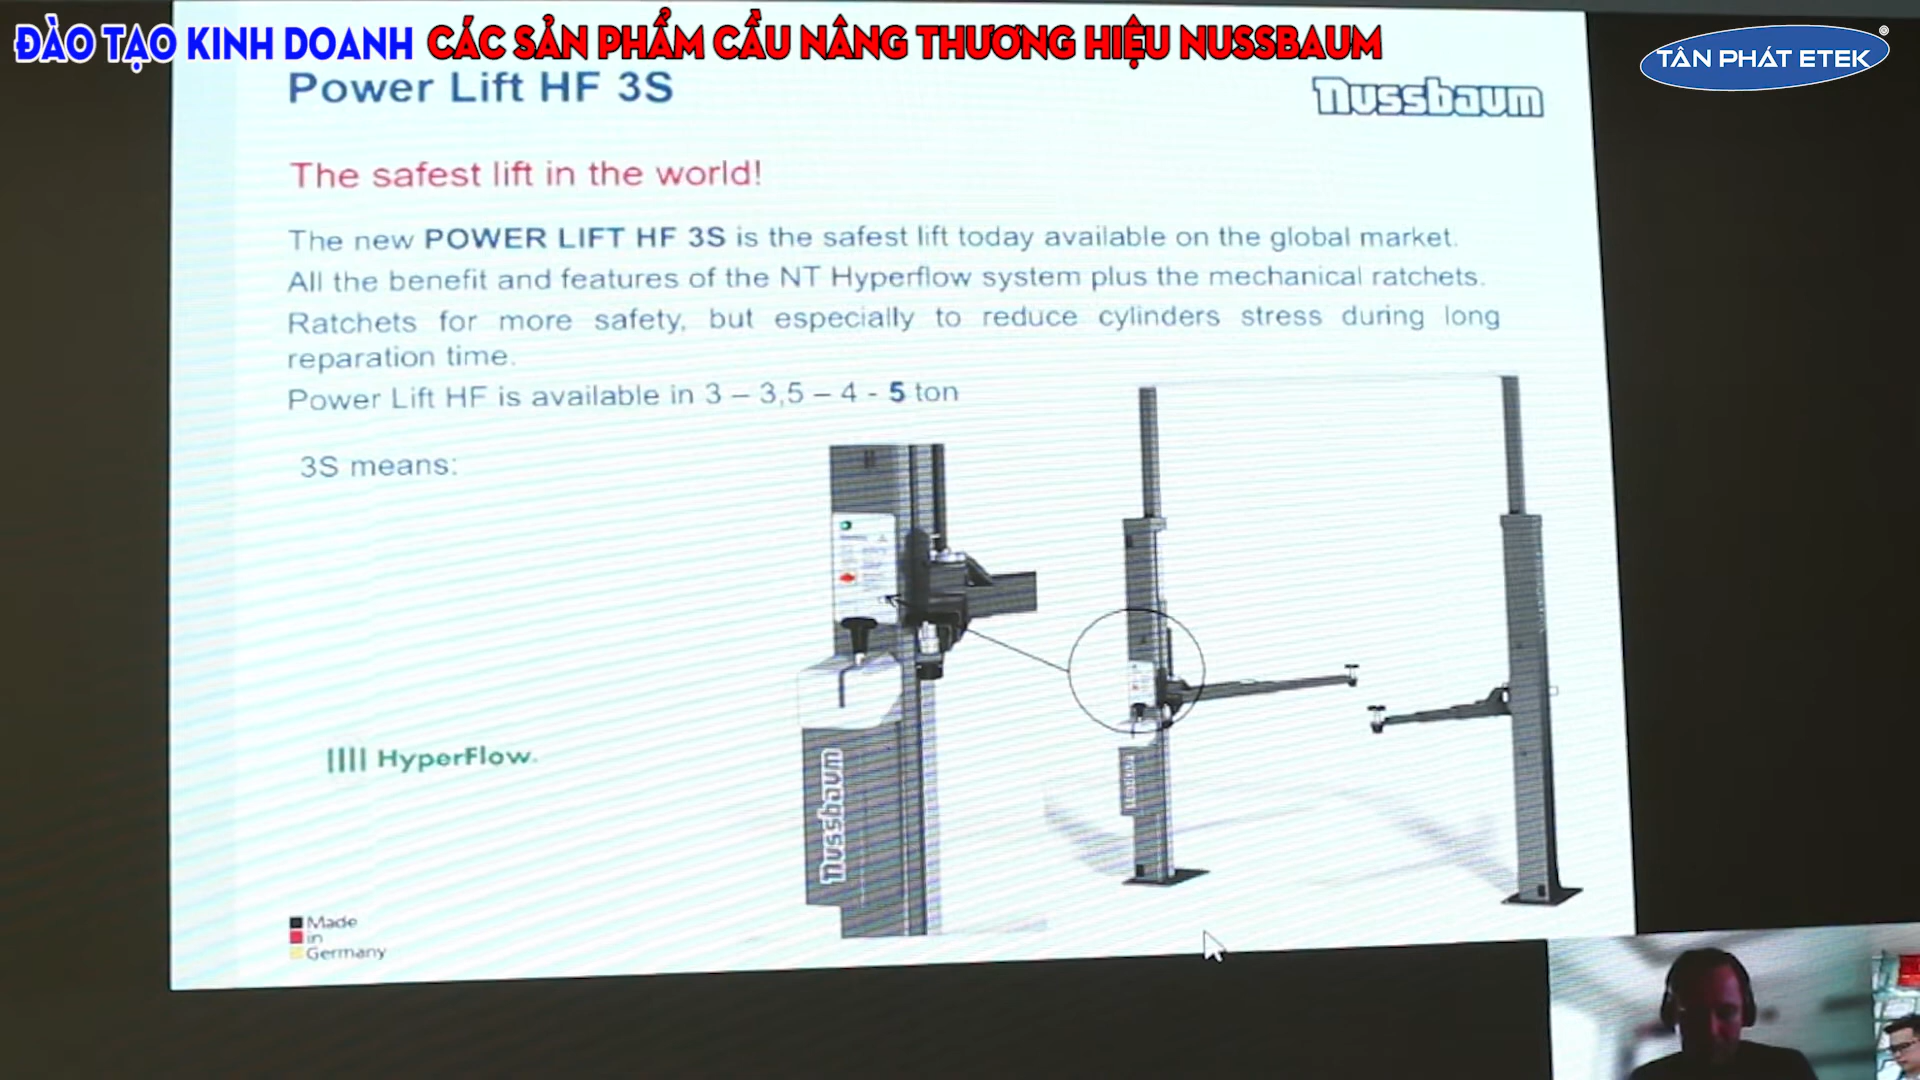 ĐÀO TẠO KINH DOANH CÁC SẢN PHẨM CẦU NÂNG THƯƠNG HIỆU NUSSBAUM
TÂN PHÁT ETEK
Power Lift HF 3S
Nussbaum
The safest lift in the world!
The new POWER LIFT HF 3S is the safest lift today available on the global market.
All the benefit and features of the NT Hyperflow system plus the mechanical ratchets.
Ratchets for more safety, but especially to reduce cylinders stress during long
reparation time.
Power Lift HF is available in 3 – 3,5 – 4 - 5 ton
3S means:
HyperFlow.
Nussbaum
Made
in
Germany